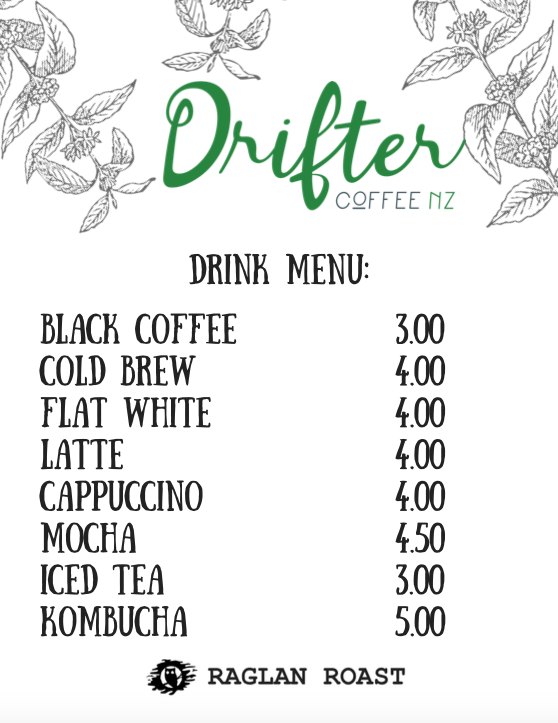 Drifter
COFFEE NZ
DRINK MENU:
BLACK COFFEE 3.00
COLD BREW 4.00
FLAT WHITE 4.00
LATTE 4.00
CAPPUCCINO 4.00
MOCHA 4.50
ICED TEA 3.00
KOMBUCHA 5.00
RAGLAN ROAST